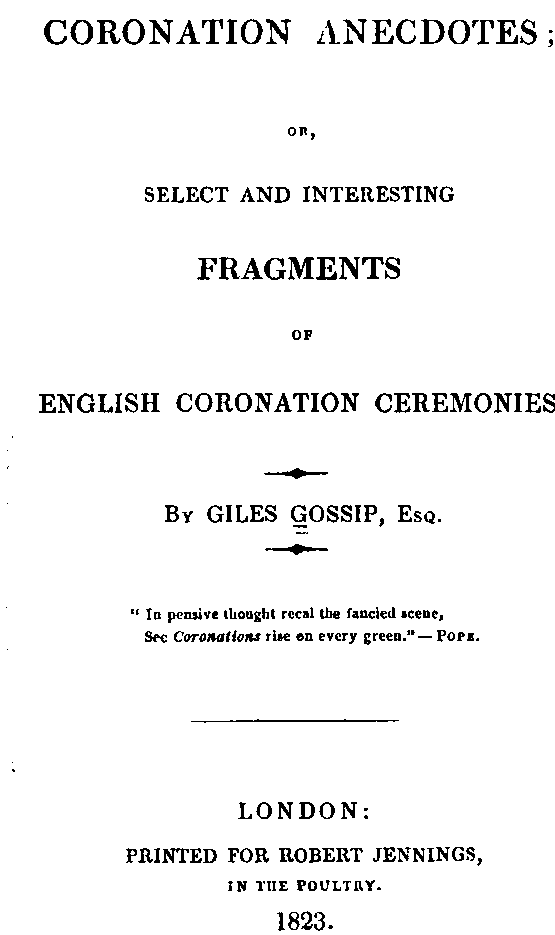 CORONATION ANECDOTES;
OR,
SELECT AND INTERESTING
FRAGMENTS
OF
ENGLISH CORONATION CEREMONIES
By GILES GOSSIP, Esq.
“ In pensive thought recal the fancied scene,
See Coronations rise on every green.”—POPE.
LONDON:
PRINTED FOR ROBERT JENNINGS,
IN THE POULTRY.
1823.